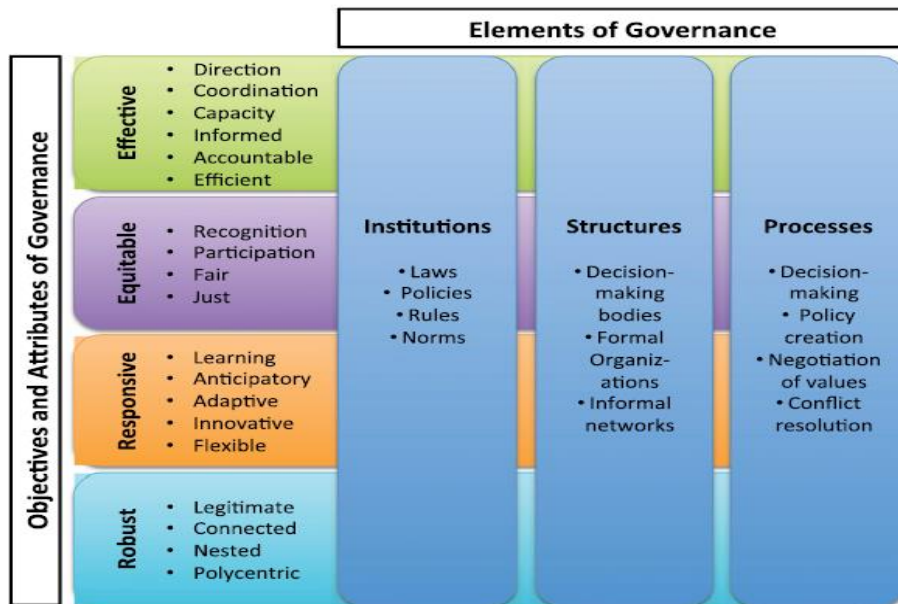 Elements of Governance
Objectives and Attributes of Governance
Effective
• Direction
• Coordination
• Capacity
• Informed
• Accountable
• Efficient
Equitable
• Recognition
• Participation
• Fair
• Just
Responsive
• Learning
• Anticipatory
• Adaptive
• Innovative
• Flexible
Robust
• Legitimate
• Connected
• Nested
• Polycentric
Institutions
• Laws
• Policies
• Rules
• Norms
Structures
• Decision-
making
bodies
• Formal
Organiz-
ations
• Informal
networks
Processes
• Decision-
making
• Policy
creation
• Negotiation
of values
• Conflict
resolution